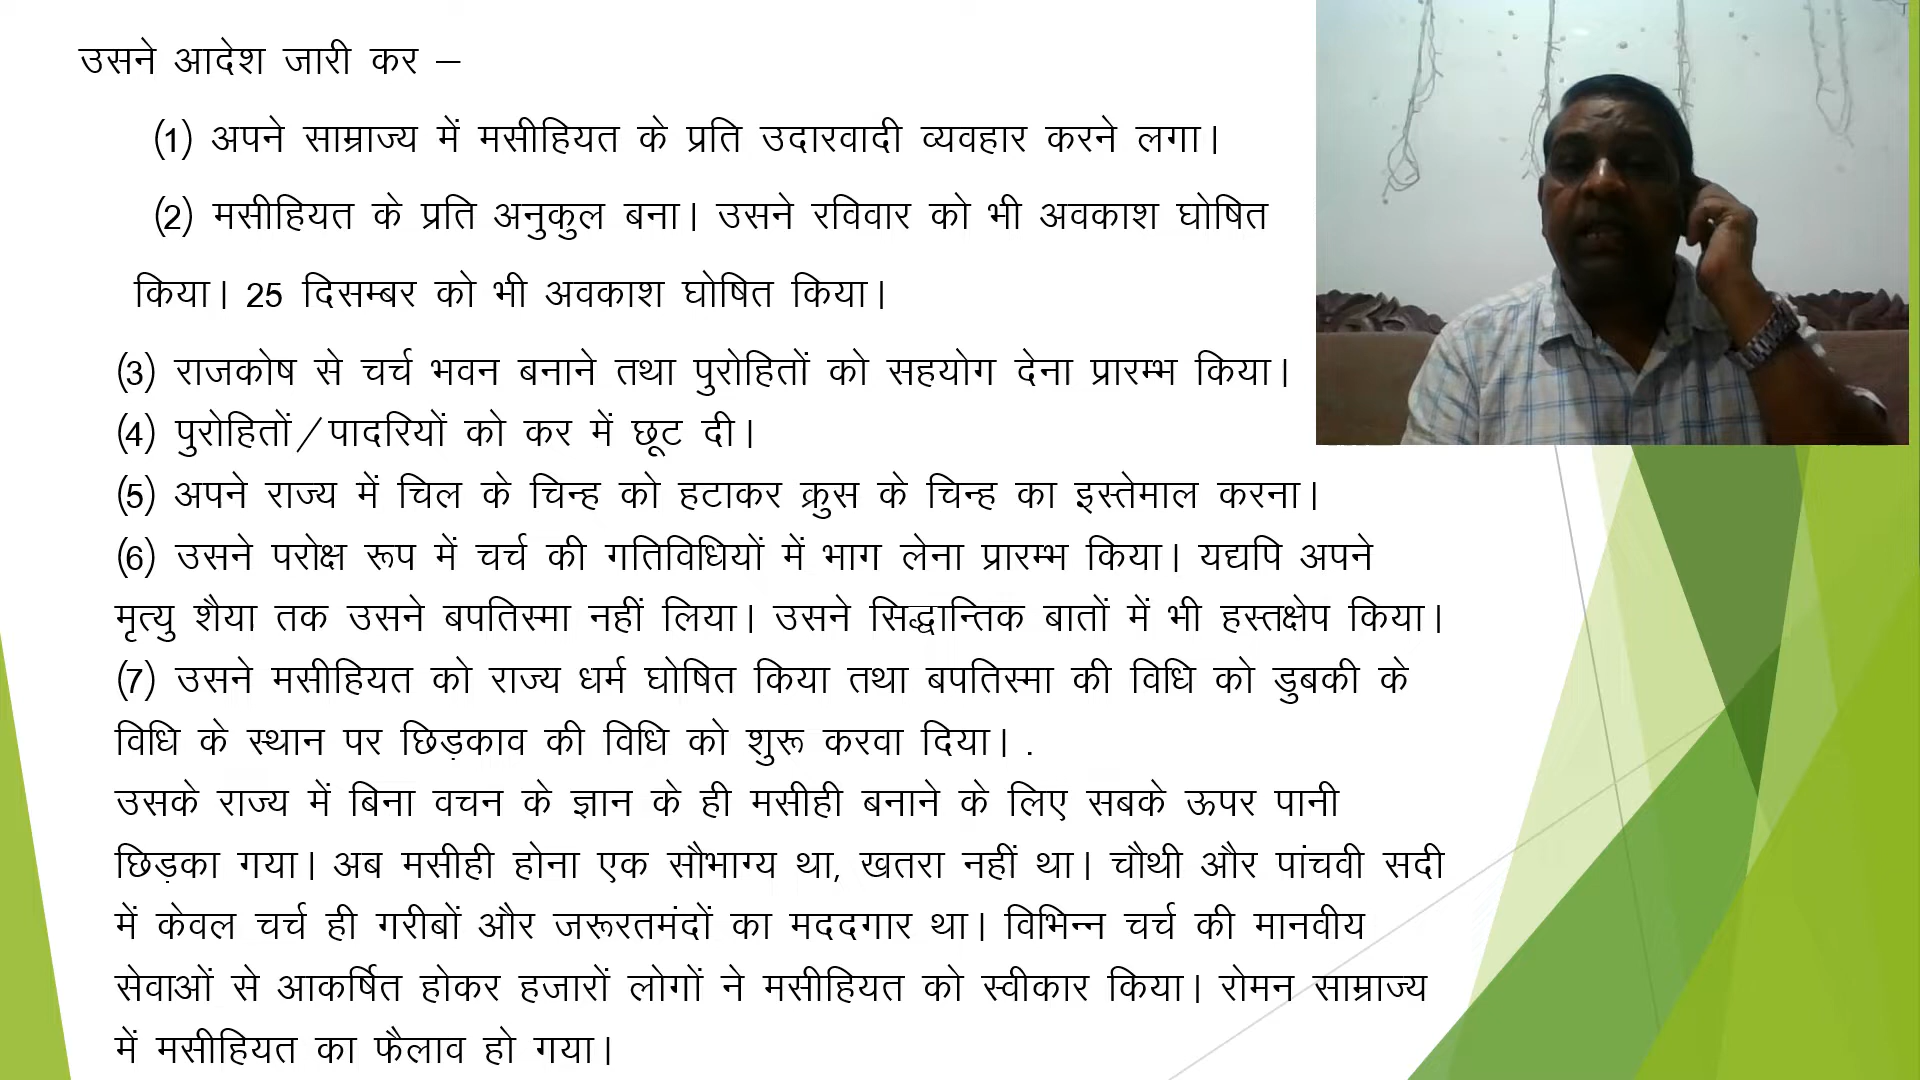 उसने आदेश जारी कर –
(1) अपने साम्राज्य में मसीहियत के प्रति उदारवादी व्यवहार करने लगा।
(2) मसीहियत के प्रति अनुकुल बना। उसने रविवार को भी अवकाश घोषित
किया। 25 दिसम्बर को भी अवकाश घोषित किया।
(3) राजकोष से चर्च भवन बनाने तथा पुरोहितों को सहयोग देना प्रारम्भ किया।
(4) पुरोहितों/पादरियों को कर में छूट दी।
(5) अपने राज्य में चिल के चिन्ह को हटाकर क्रुस के चिन्ह का इस्तेमाल करना।
(6) उसने परोक्ष रूप में चर्च की गतिविधियों में भाग लेना प्रारम्भ किया। यद्यपि अपने
मृत्यु शैया तक उसने बपतिस्मा नहीं लिया। उसने सिद्धान्तिक बातों में भी हस्तक्षेप किया।
(7) उसने मसीहियत को राज्य धर्म घोषित किया तथा बपतिस्मा की विधि को डुबकी के
विधि के स्थान पर छिड़काव की विधि को शुरू करवा दिया। .
उसके राज्य में बिना वचन के ज्ञान के ही मसीही बनाने के लिए सबके ऊपर पानी
छिड़का गया। अब मसीही होना एक सौभाग्य था, खतरा नहीं था। चौथी और पांचवी सदी
में केवल चर्च ही गरीबों और जरूरतमंदों का मददगार था। विभिन्न चर्च की मानवीय
सेवाओं से आकर्षित होकर हजारों लोगों ने मसीहियत को स्वीकार किया। रोमन साम्राज्य
में मसीहियत का फैलाव हो गया।